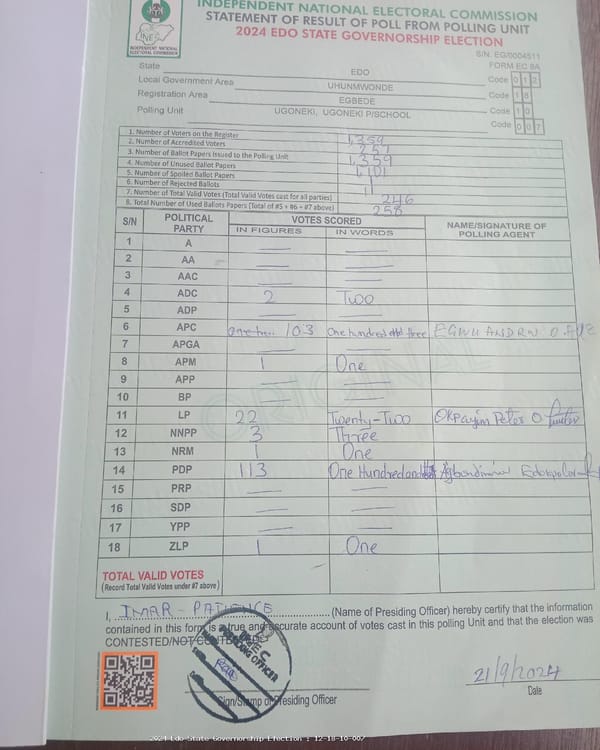 INDEPENDENT NATIONAL ELECTORAL COMMISSION
STATEMENT OF RESULT OF POLL FROM POLLING UNIT
2024 EDO STATE GOVERNORSHIP ELECTION
INEC
INDEPENDENT NATIONAL ELECTORAL COMMISSION
S/N. EG/0004511
FORM EC 8A
State EDO Code 0 1 2
Local Government Area UHUNMWONDE Code 1 8
Registration Area EGBEDE Code 1 0
Polling Unit UGONEKI, UGONEKI P/SCHOOL Code 0 0 7
1. Number of Voters on the Register 1,359
2. Number of Accredited Voters 257
3. Number of Ballot Papers Issued to the Polling Unit 1,359
4. Number of Unused Ballot Papers 1,101
5. Number of Spoiled Ballot Papers 1
6. Number of Rejected Ballots 11
7. Number of Total Valid Votes (Total Valid Votes cast for all parties) 246
8. Total Number of Used Ballots Papers (Total of #5 + #6 + #7 above) 258
S/N POLITICAL PARTY VOTES SCORED NAME/SIGNATURE OF POLLING AGENT
IN FIGURES IN WORDS
1 A
2 AA
3 AAC
4 ADC 2 Two
5 ADP
6 APC 103 One hundred and three EGWU ANDREW O
7 APGA
8 APM 1 One
9 APP
10 BP
11 LP 22 Twenty-Two Okpayim Peter O
12 NNPP 3 Three
13 NRM 1 One
14 PDP 113 One Hundred and
15 PRP
16 SDP
17 YPP
18 ZLP 1 One
ORIGINAL
TOTAL VALID VOTES
(Record Total Valid Votes under #7 above)
I, IMAR - PATIENCE (Name of Presiding Officer) hereby certify that the information
contained in this form is a true and accurate account of votes cast in this polling Unit and that the election was
CONTESTED/NOT CONTESTED
INEC
PRESIDING OFFICER
Sign/Stamp of Presiding Officer
21/9/2024
Date
2024 Edo State Governorship Election : 12-18-10-007